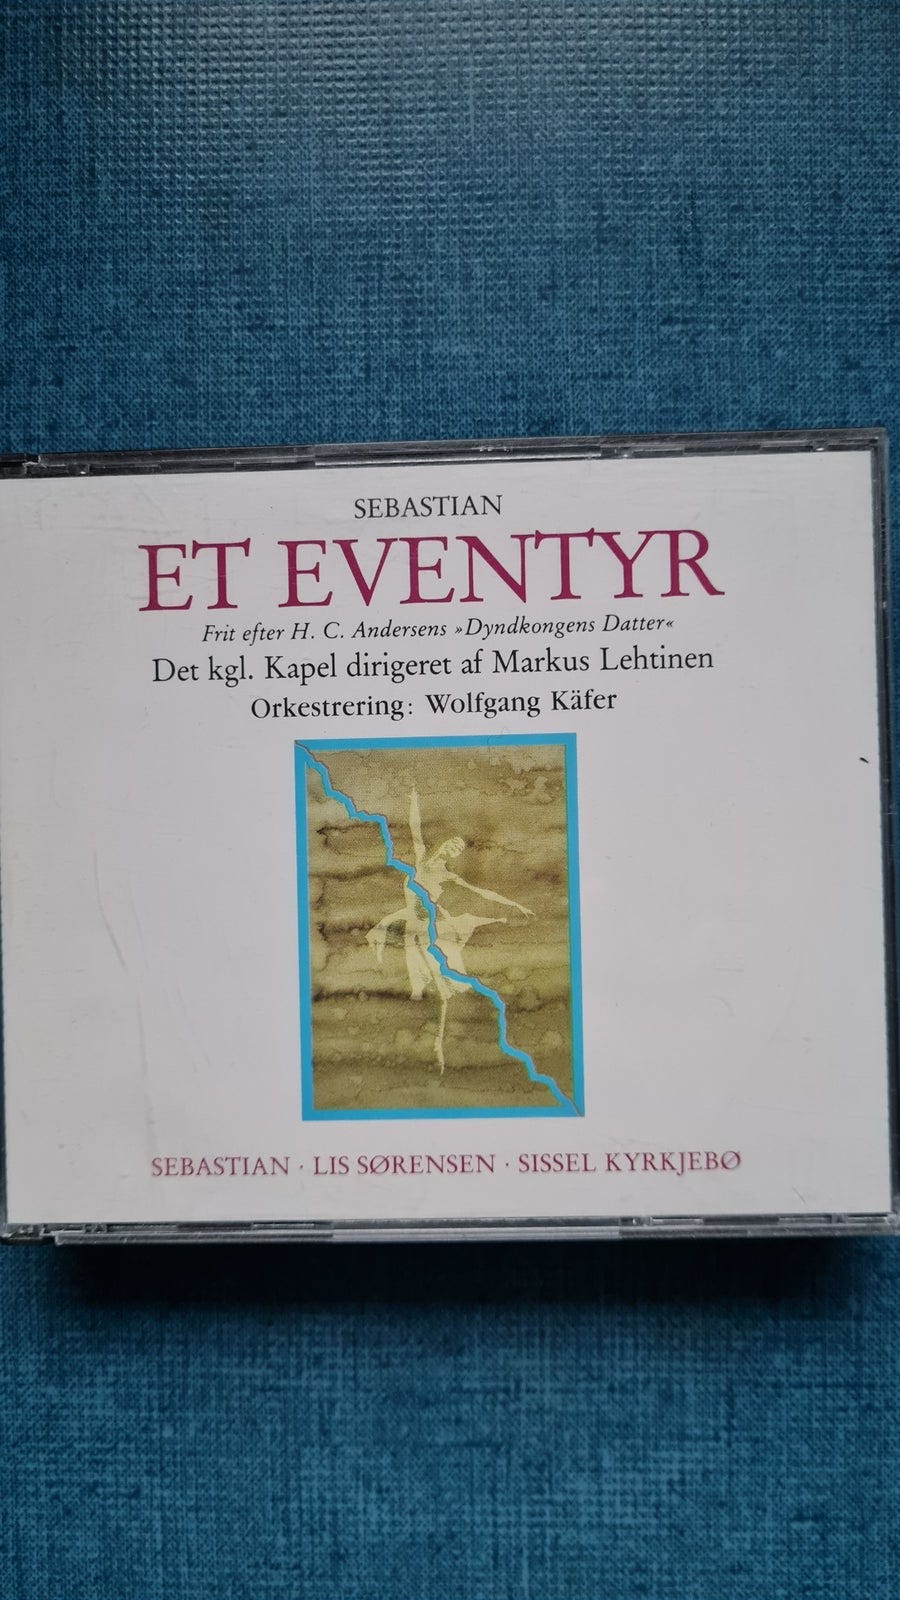 SEBASTIAN
ET EVENTYR
Frit efter H. C. Andersens »Dyndkongens Datter«
Det kgl. Kapel dirigeret af Markus Lehtinen
Orkestrering: Wolfgang Käfer
SEBASTIAN · LIS SØRENSEN · SISSEL KYRKJEBØ